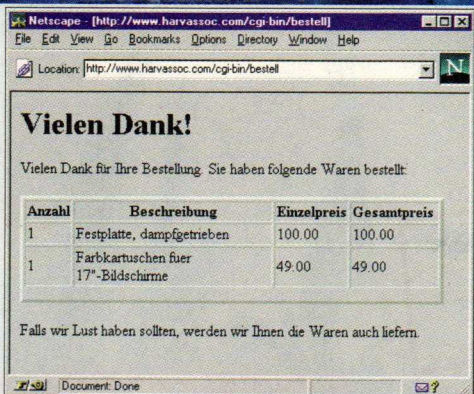 Netscape - [http://www.harvassoc.com/cgi-bin/bestell]
File Edit View Go Bookmarks Options Directory Window Help
Location: http://www.harvassoc.com/cgi-bin/bestell
N
Vielen Dank!
Vielen Dank für Ihre Bestellung. Sie haben folgende Waren bestellt:
Anzahl Beschreibung Einzelpreis Gesamtpreis
1 Festplatte, dampfgetrieben 100.00 100.00
1 Farbkartuschen fuer 49.00 49.00
17"-Bildschirme
Falls wir Lust haben sollten, werden wir Ihnen die Waren auch liefern.
Document: Done
?